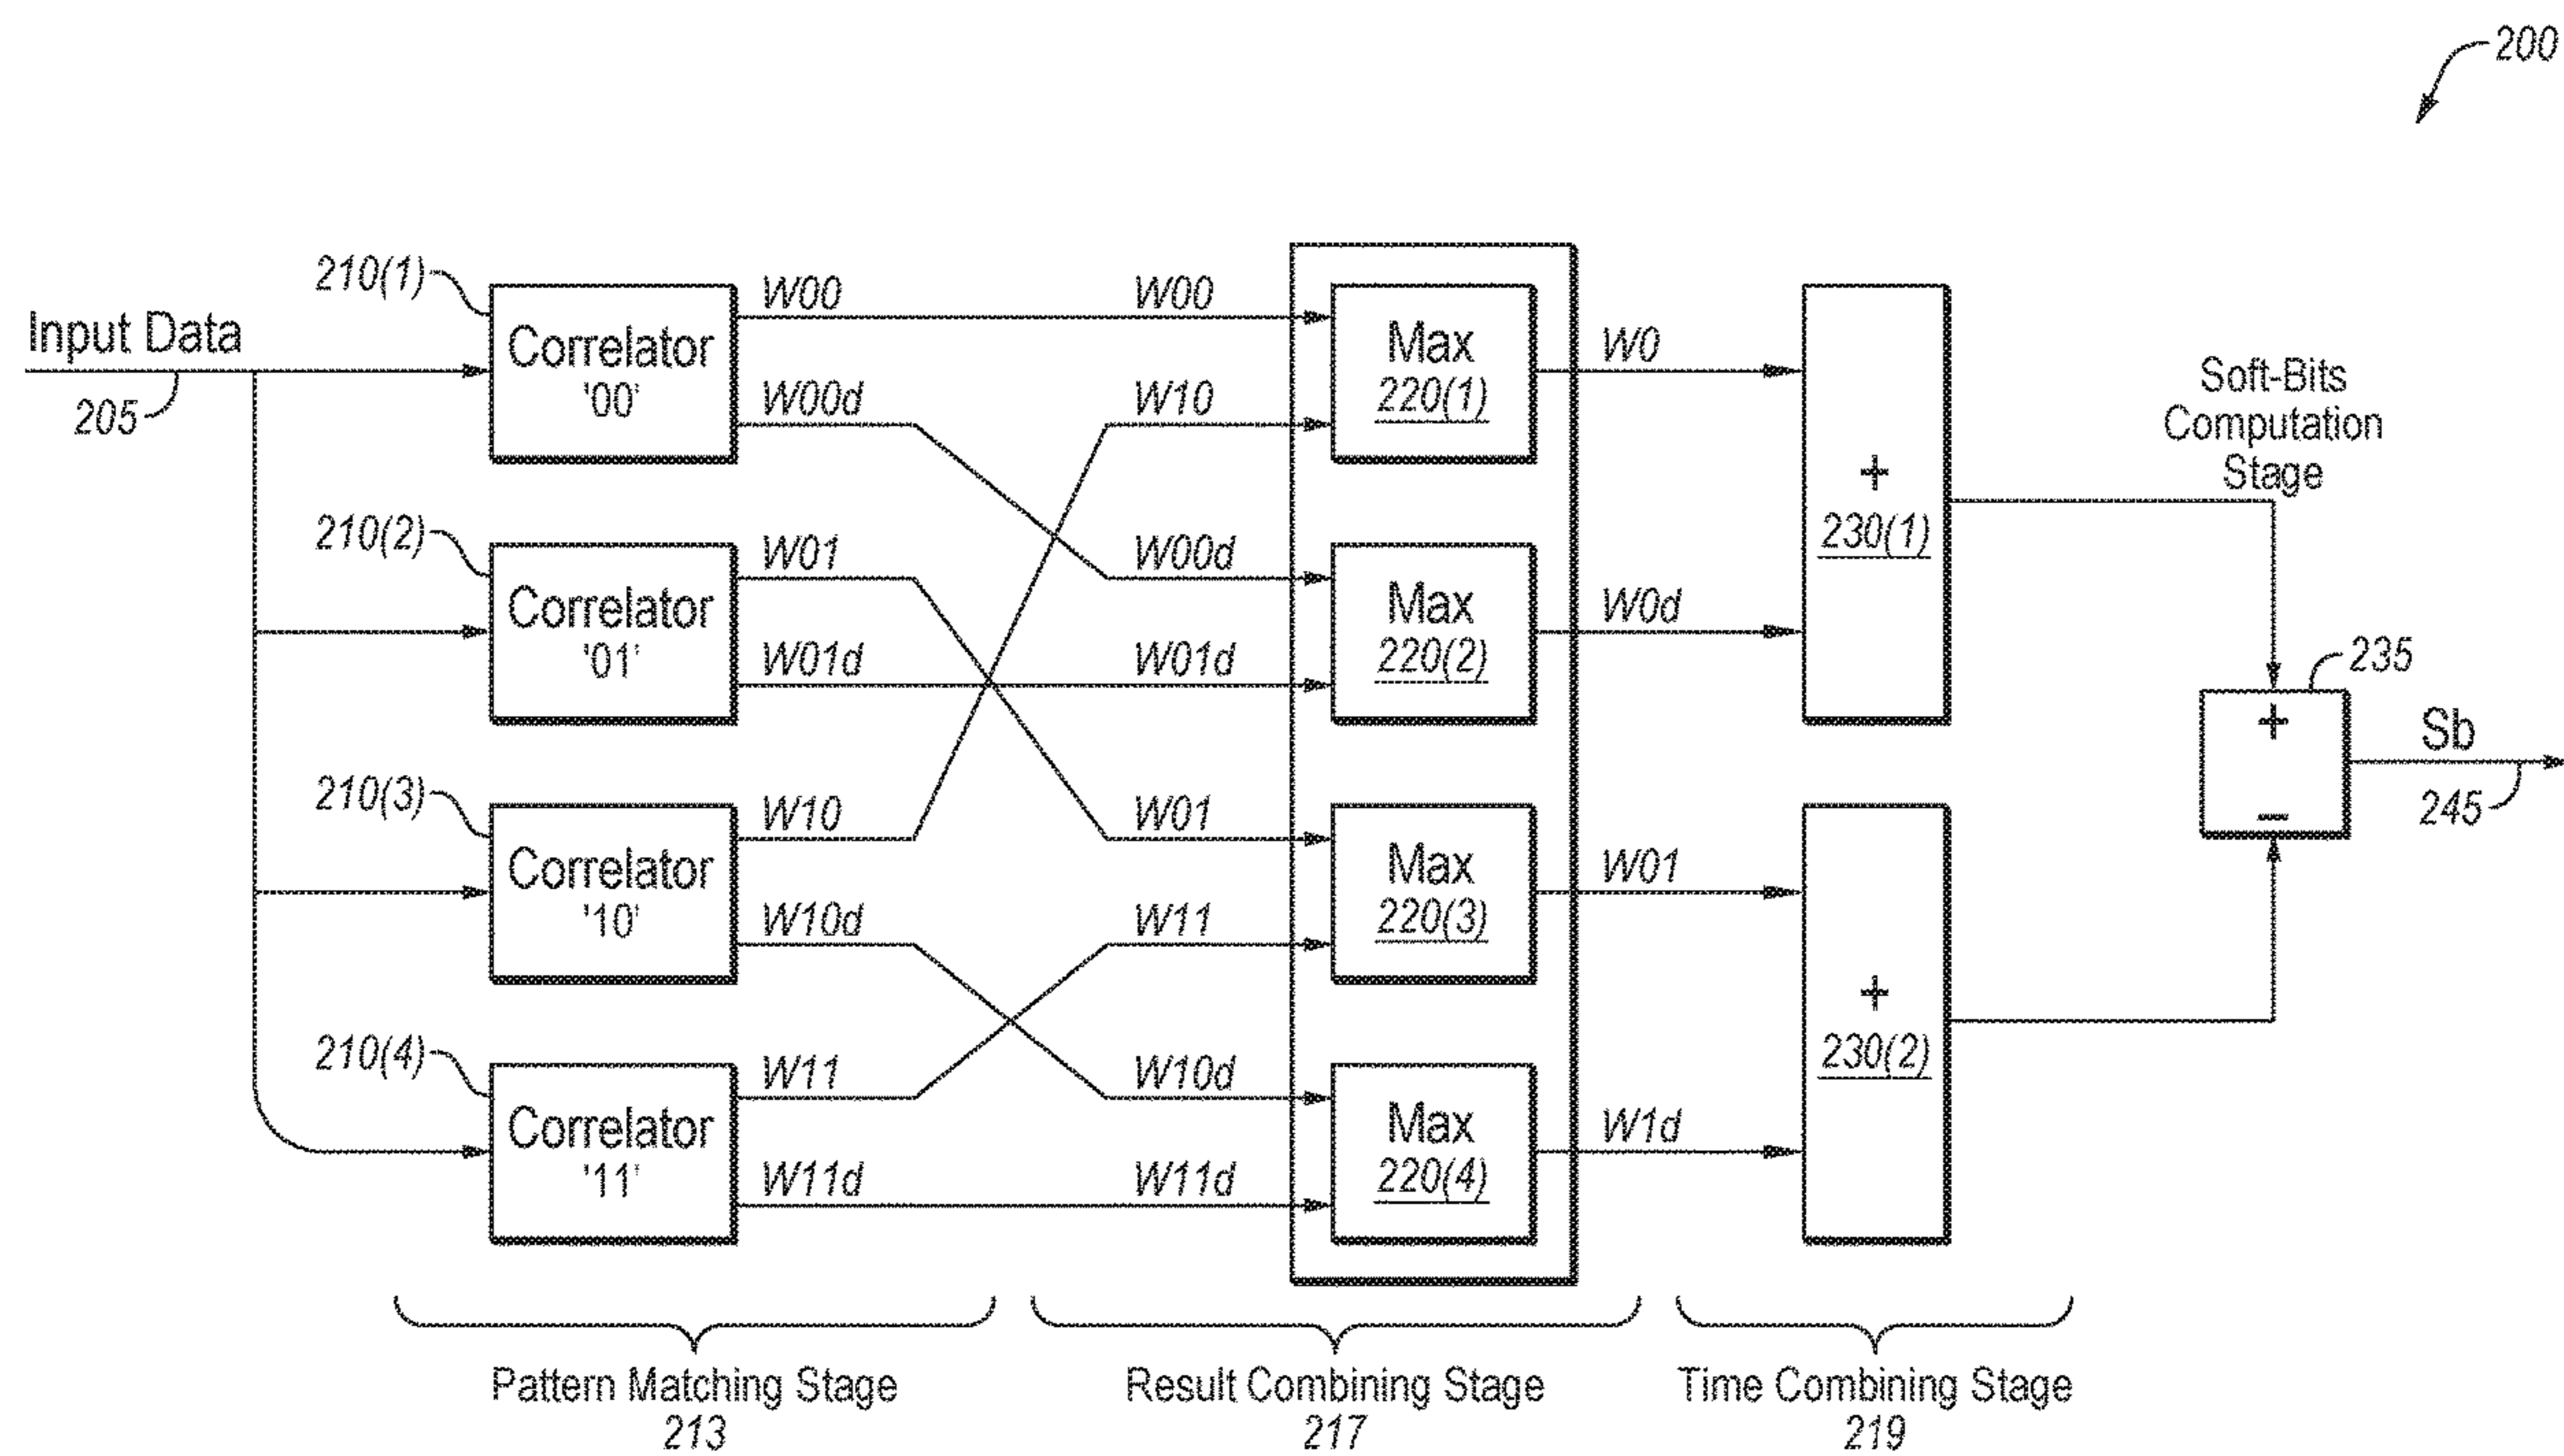 200
210(1)
Input Data
205
Correlator
'00'
W00
W00d
W00
W10
Max
220(1)
W0
210(2)
Correlator
'01'
W01
W01d
W00d
W01d
Max
220(2)
W0d
+
230(1)
Soft-Bits
Computation
Stage
235
+
−
Sb
245
210(3)
Correlator
'10'
W10
W10d
W01
W11
Max
220(3)
W01
210(4)
Correlator
'11'
W11
W11d
W10d
W11d
Max
220(4)
W1d
+
230(2)
Pattern Matching Stage
213
Result Combining Stage
217
Time Combining Stage
219